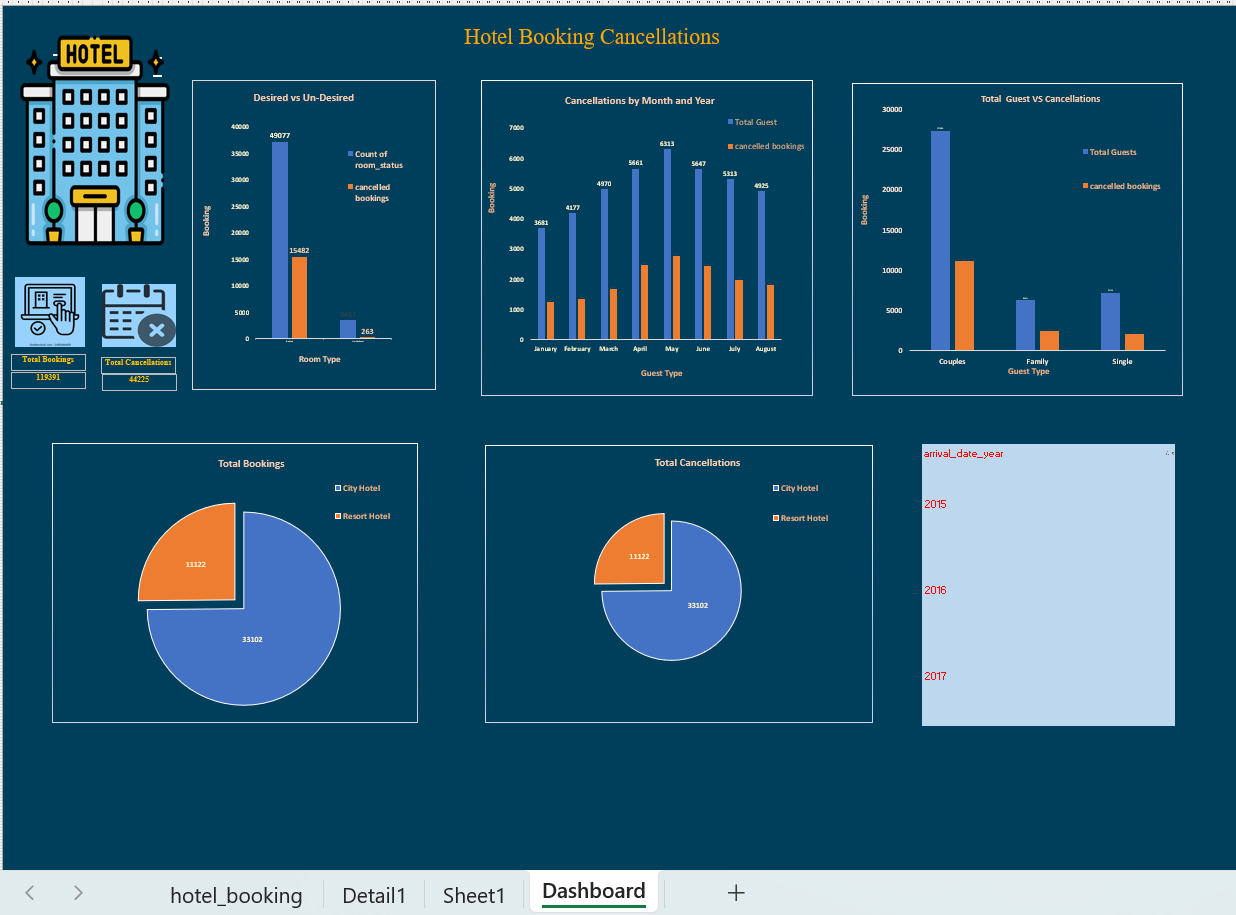 Hotel Booking Cancellations
HOTEL
Total Bookings
119391
Total Cancellations
44225
Desired vs Un-Desired
40000
35000
30000
25000
20000
15000
10000
5000
0
Booking
49077
15482
263
Count of
room_status
cancelled
bookings
Room Type
Cancellations by Month and Year
7000
6000
5000
4000
3000
2000
1000
0
Booking
Total Guest
cancelled bookings
3681
4177
4970
5661
6313
5647
5313
4925
January
February
March
April
May
June
July
August
Guest Type
Total Guest VS Cancellations
30000
25000
20000
15000
10000
5000
0
Booking
Total Guests
cancelled bookings
Couples
Family
Single
Guest Type
Total Bookings
City Hotel
Resort Hotel
11122
33102
Total Cancellations
City Hotel
Resort Hotel
11122
33102
arrival_date_year
2015
2016
2017
hotel_booking
Detail1
Sheet1
Dashboard